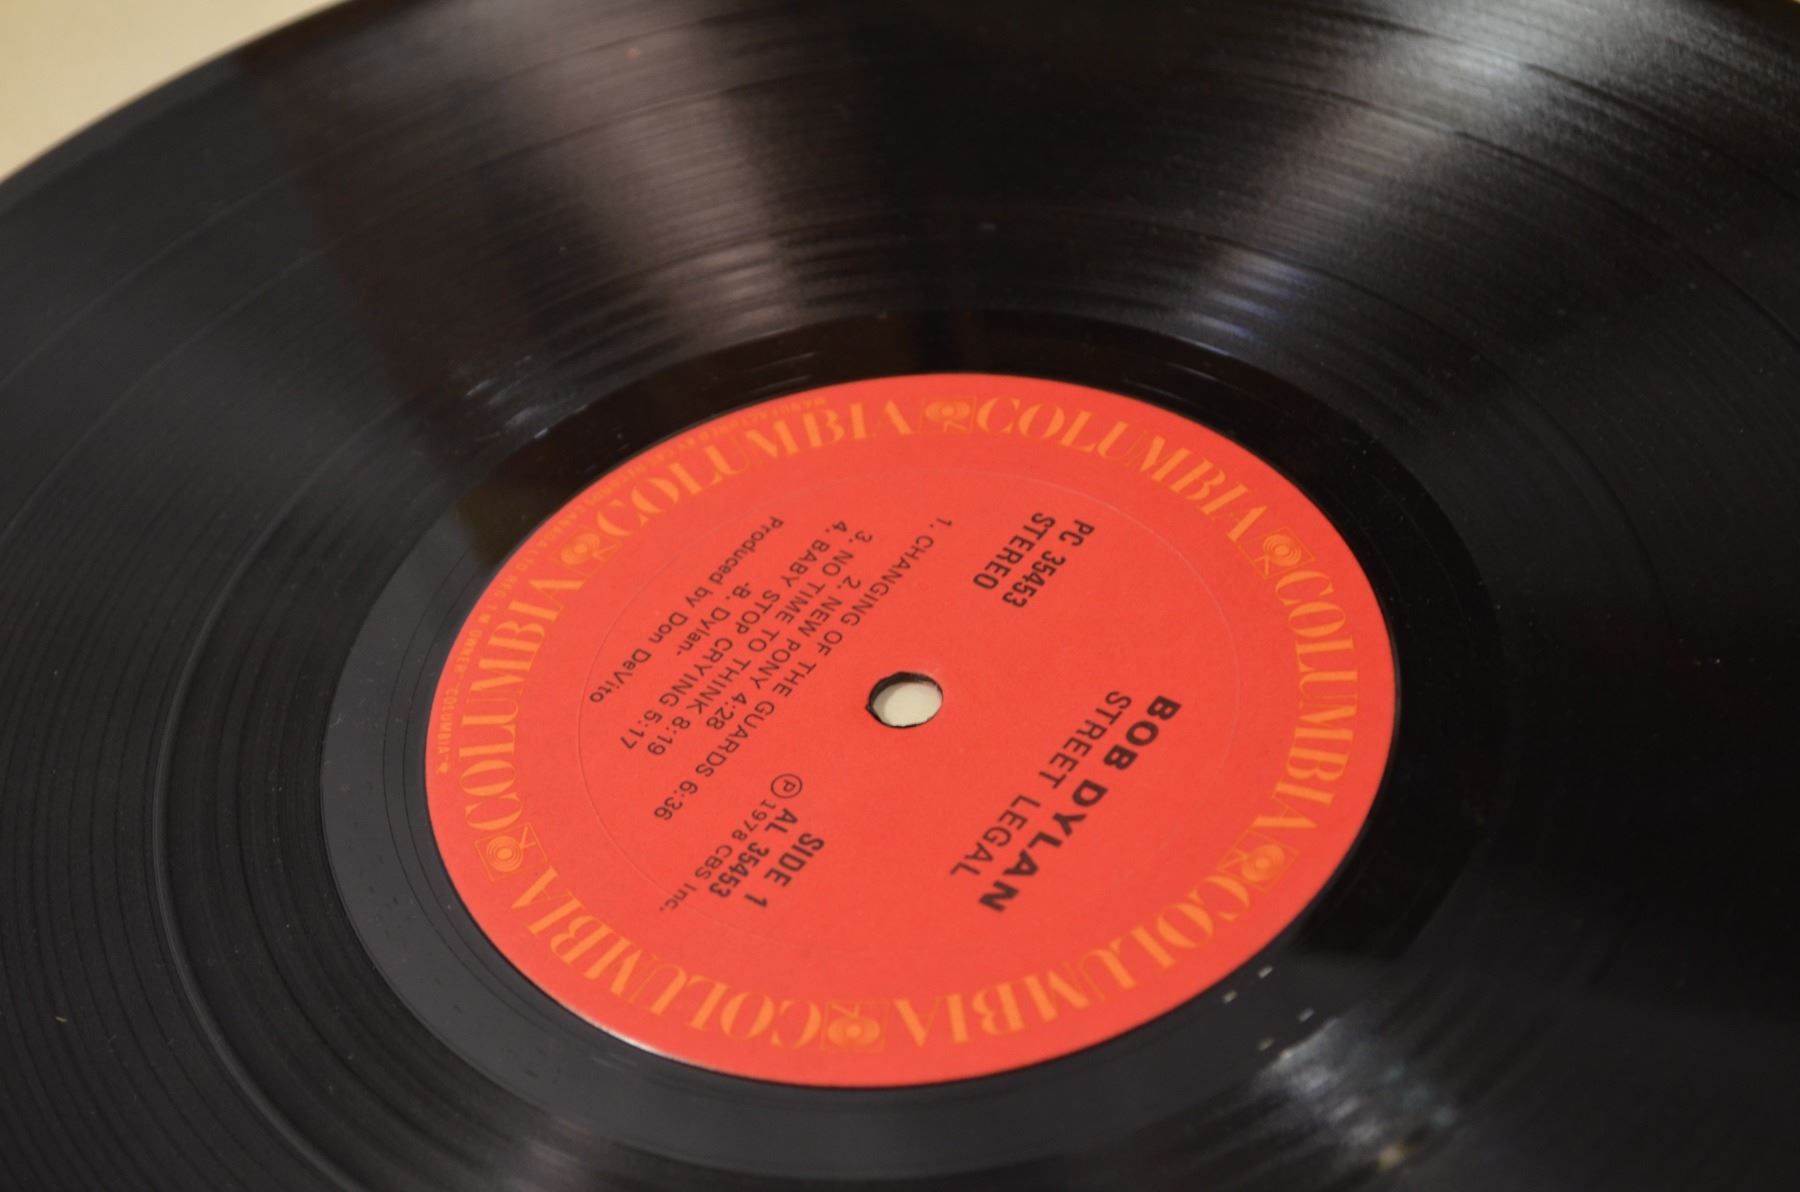 BOB DYLAN
STREET LEGAL
PC 35453
STEREO
SIDE 1
AL 35453
Ⓟ 1978 CBS Inc.
1. CHANGING OF THE GUARDS 6:36
2. NEW PONY 4:28
3. NO TIME TO THINK 8:19
4. BABY STOP CRYING 5:17
-B. Dylan-
Produced by Don DeVito
COLUMBIA COLUMBIA COLUMBIA COLUMBIA COLUMBIA COLUMBIA COLUMBIA COLUMBIA